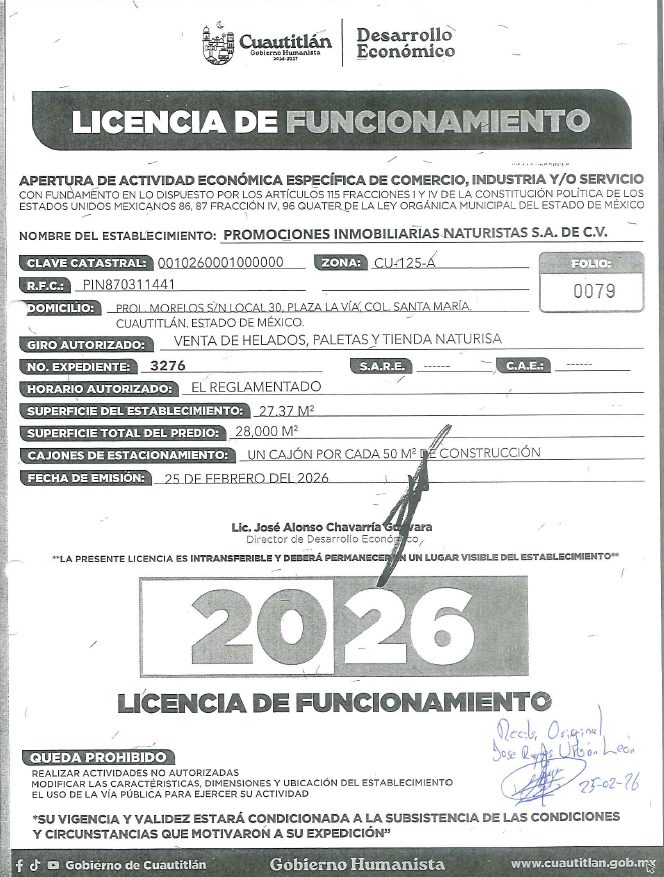 Cuautitlán
Gobierno Humanista
2025-2027
Desarrollo
Económico
LICENCIA DE FUNCIONAMIENTO
APERTURA DE ACTIVIDAD ECONÓMICA ESPECÍFICA DE COMERCIO, INDUSTRIA Y/O SERVICIO
CON FUNDAMENTO EN LO DISPUESTO POR LOS ARTÍCULOS 115 FRACCIONES I Y IV DE LA CONSTITUCIÓN POLÍTICA DE LOS
ESTADOS UNIDOS MEXICANOS 86, 87 FRACCIÓN IV, 96 QUATER DE LA LEY ORGÁNICA MUNICIPAL DEL ESTADO DE MÉXICO
NOMBRE DEL ESTABLECIMIENTO: PROMOCIONES INMOBILIARIAS NATURISTAS S.A. DE C.V.
CLAVE CATASTRAL: 0010260001000000 ZONA: CU-125-A
FOLIO:
0079
R.F.C.: PIN870311441
DOMICILIO: PROL. MORELOS S/N LOCAL 30, PLAZA LA VÍA, COL. SANTA MARÍA,
CUAUTITLÁN, ESTADO DE MÉXICO.
GIRO AUTORIZADO: VENTA DE HELADOS, PALETAS Y TIENDA NATURISA
NO. EXPEDIENTE: 3276 S.A.R.E.: ------ C.A.E.: ------
HORARIO AUTORIZADO: EL REGLAMENTADO
SUPERFICIE DEL ESTABLECIMIENTO: 27.37 M²
SUPERFICIE TOTAL DEL PREDIO: 28,000 M²
CAJONES DE ESTACIONAMIENTO: UN CAJÓN POR CADA 50 M² DE CONSTRUCCIÓN
FECHA DE EMISIÓN: 25 DE FEBRERO DEL 2026
Lic. José Alonso Chavarría Guevara
Director de Desarrollo Económico
**LA PRESENTE LICENCIA ES INTRANSFERIBLE Y DEBERÁ PERMANECER EN UN LUGAR VISIBLE DEL ESTABLECIMIENTO**
2026
LICENCIA DE FUNCIONAMIENTO
Recibi Original
Jose
León
25-02-26
QUEDA PROHIBIDO
REALIZAR ACTIVIDADES NO AUTORIZADAS
MODIFICAR LAS CARACTERÍSTICAS, DIMENSIONES Y UBICACIÓN DEL ESTABLECIMIENTO
EL USO DE LA VÍA PÚBLICA PARA EJERCER SU ACTIVIDAD
*SU VIGENCIA Y VALIDEZ ESTARÁ CONDICIONADA A LA SUBSISTENCIA DE LAS CONDICIONES
Y CIRCUNSTANCIAS QUE MOTIVARON A SU EXPEDICIÓN"
Gobierno de Cuautitlán
Gobierno Humanista
www.cuautitlan.gob.mx